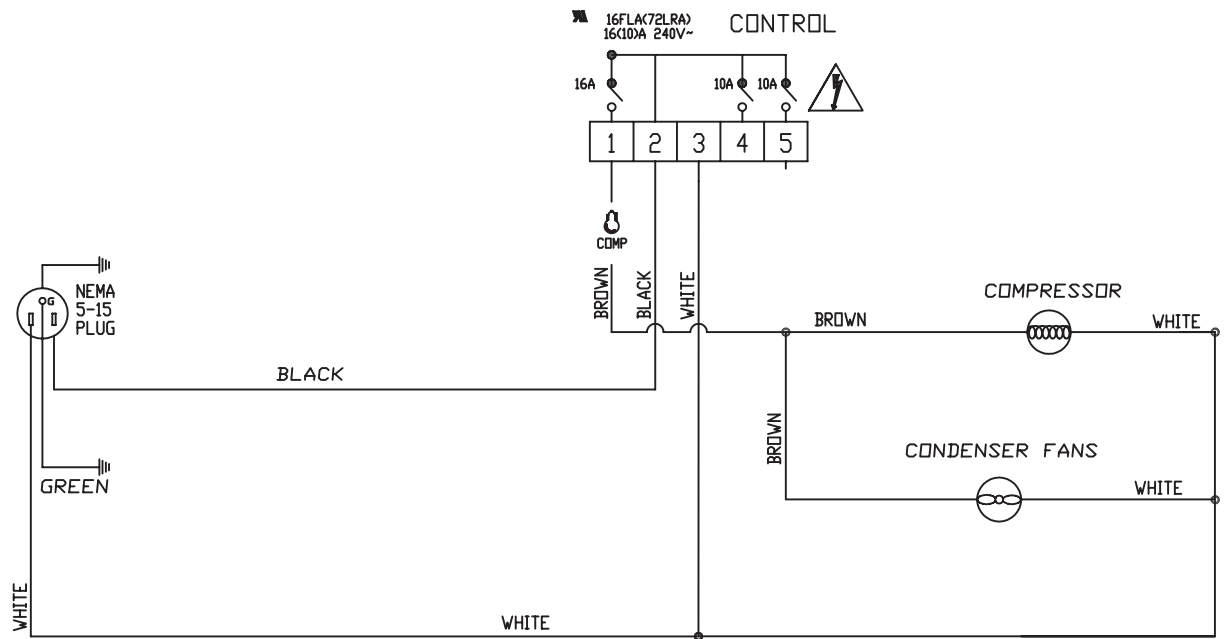 16FLA(72LRA)
16(10)A 240V~
CONTROL
16A
10A
10A
1 2 3 4 5
COMP
BROWN
BLACK
WHITE
G
NEMA
5-15
PLUG
COMPRESSOR
BROWN
WHITE
BLACK
BROWN
CONDENSER FANS
WHITE
GREEN
WHITE
WHITE